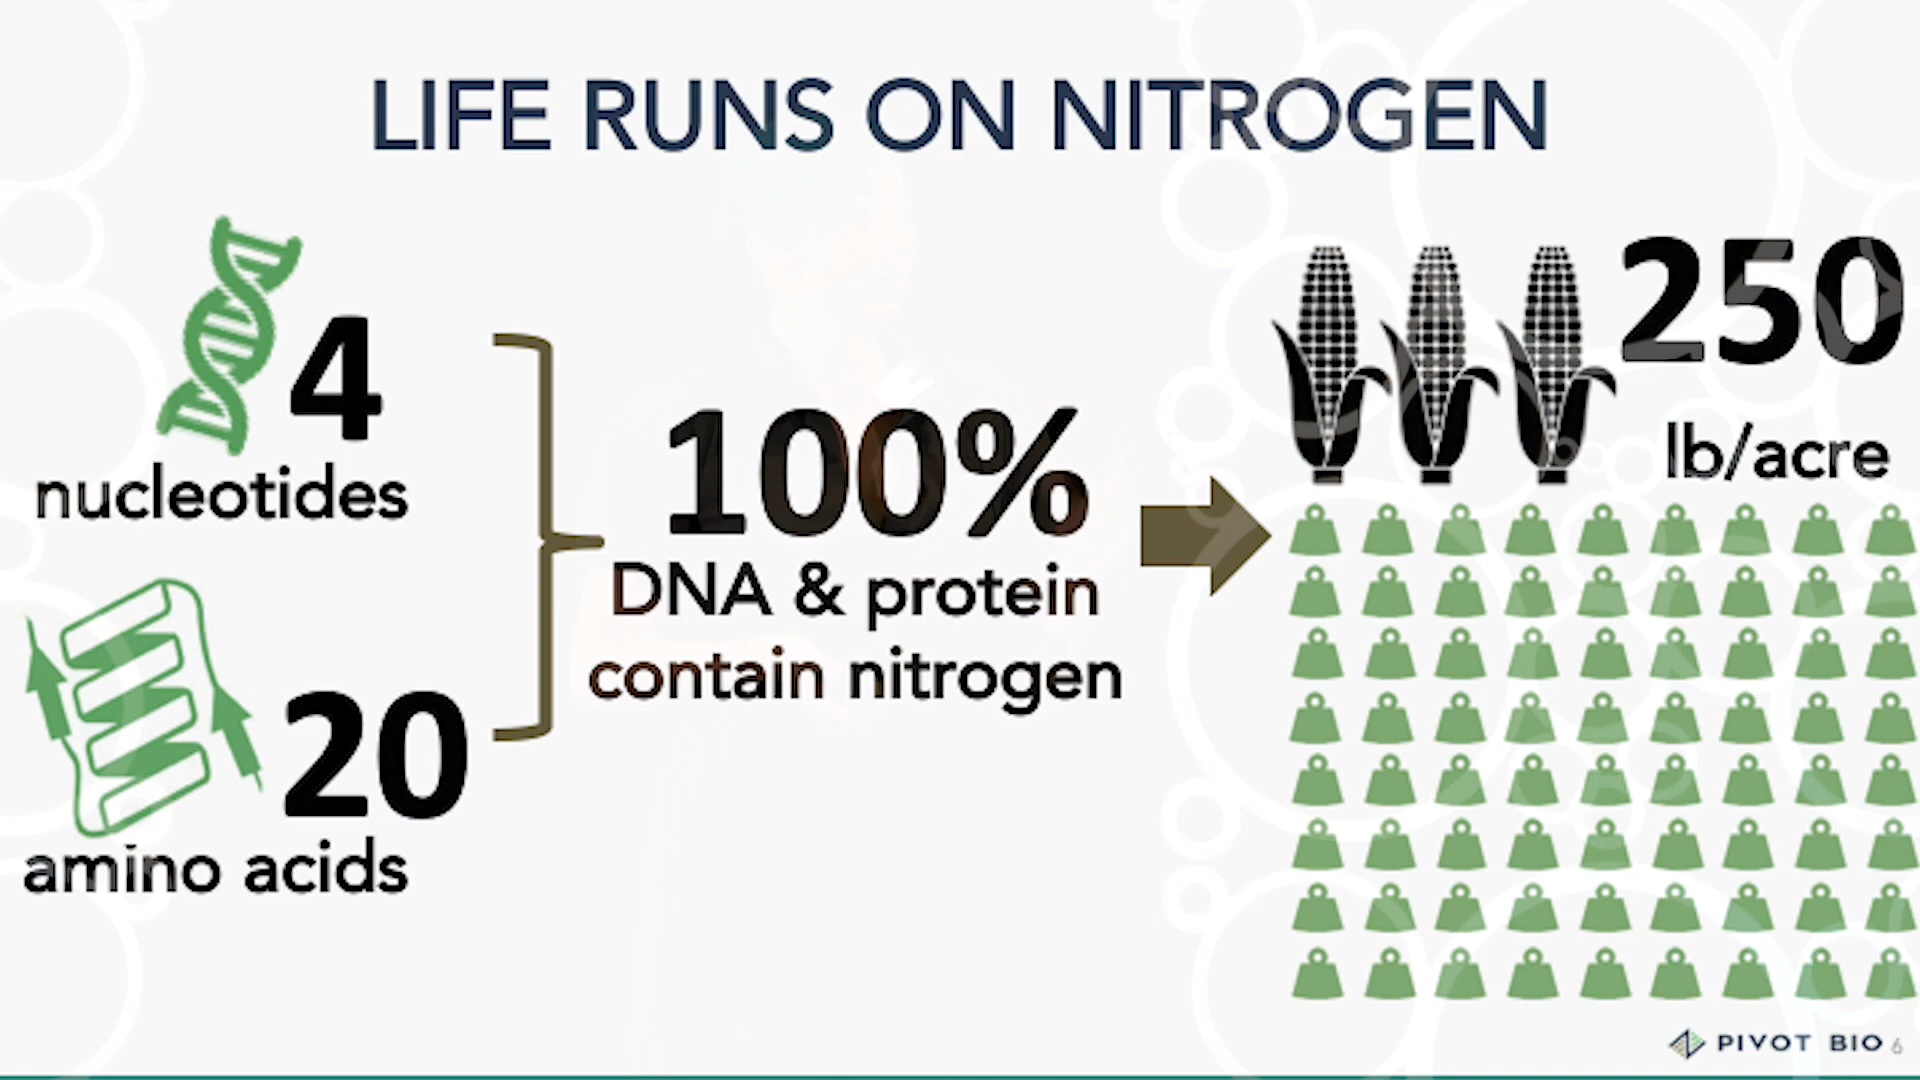 LIFE RUNS ON NITROGEN
4
nucleotides
20
amino acids
100%
DNA & protein
contain nitrogen
250
lb/acre
PIVOT BIO 6